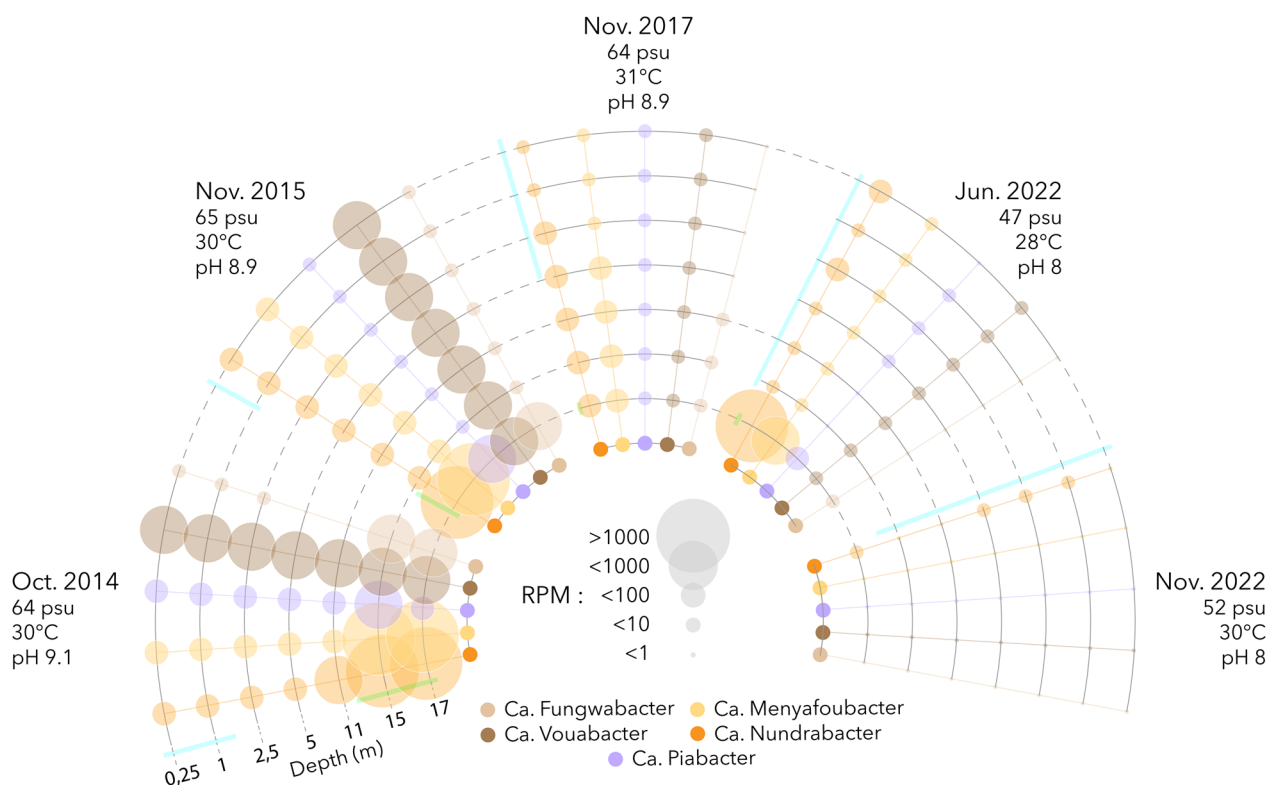 Nov. 2017
64 psu
31°C
pH 8.9
Nov. 2015
65 psu
30°C
pH 8.9
Jun. 2022
47 psu
28°C
pH 8
Oct. 2014
64 psu
30°C
pH 9.1
Nov. 2022
52 psu
30°C
pH 8
RPM :
>1000
<1000
<100
<10
<1
0,25
1
2,5
5
11
15
17
Depth (m)
Ca. Fungwabacter
Ca. Menyafoubacter
Ca. Vouabacter
Ca. Nundrabacter
Ca. Piabacter